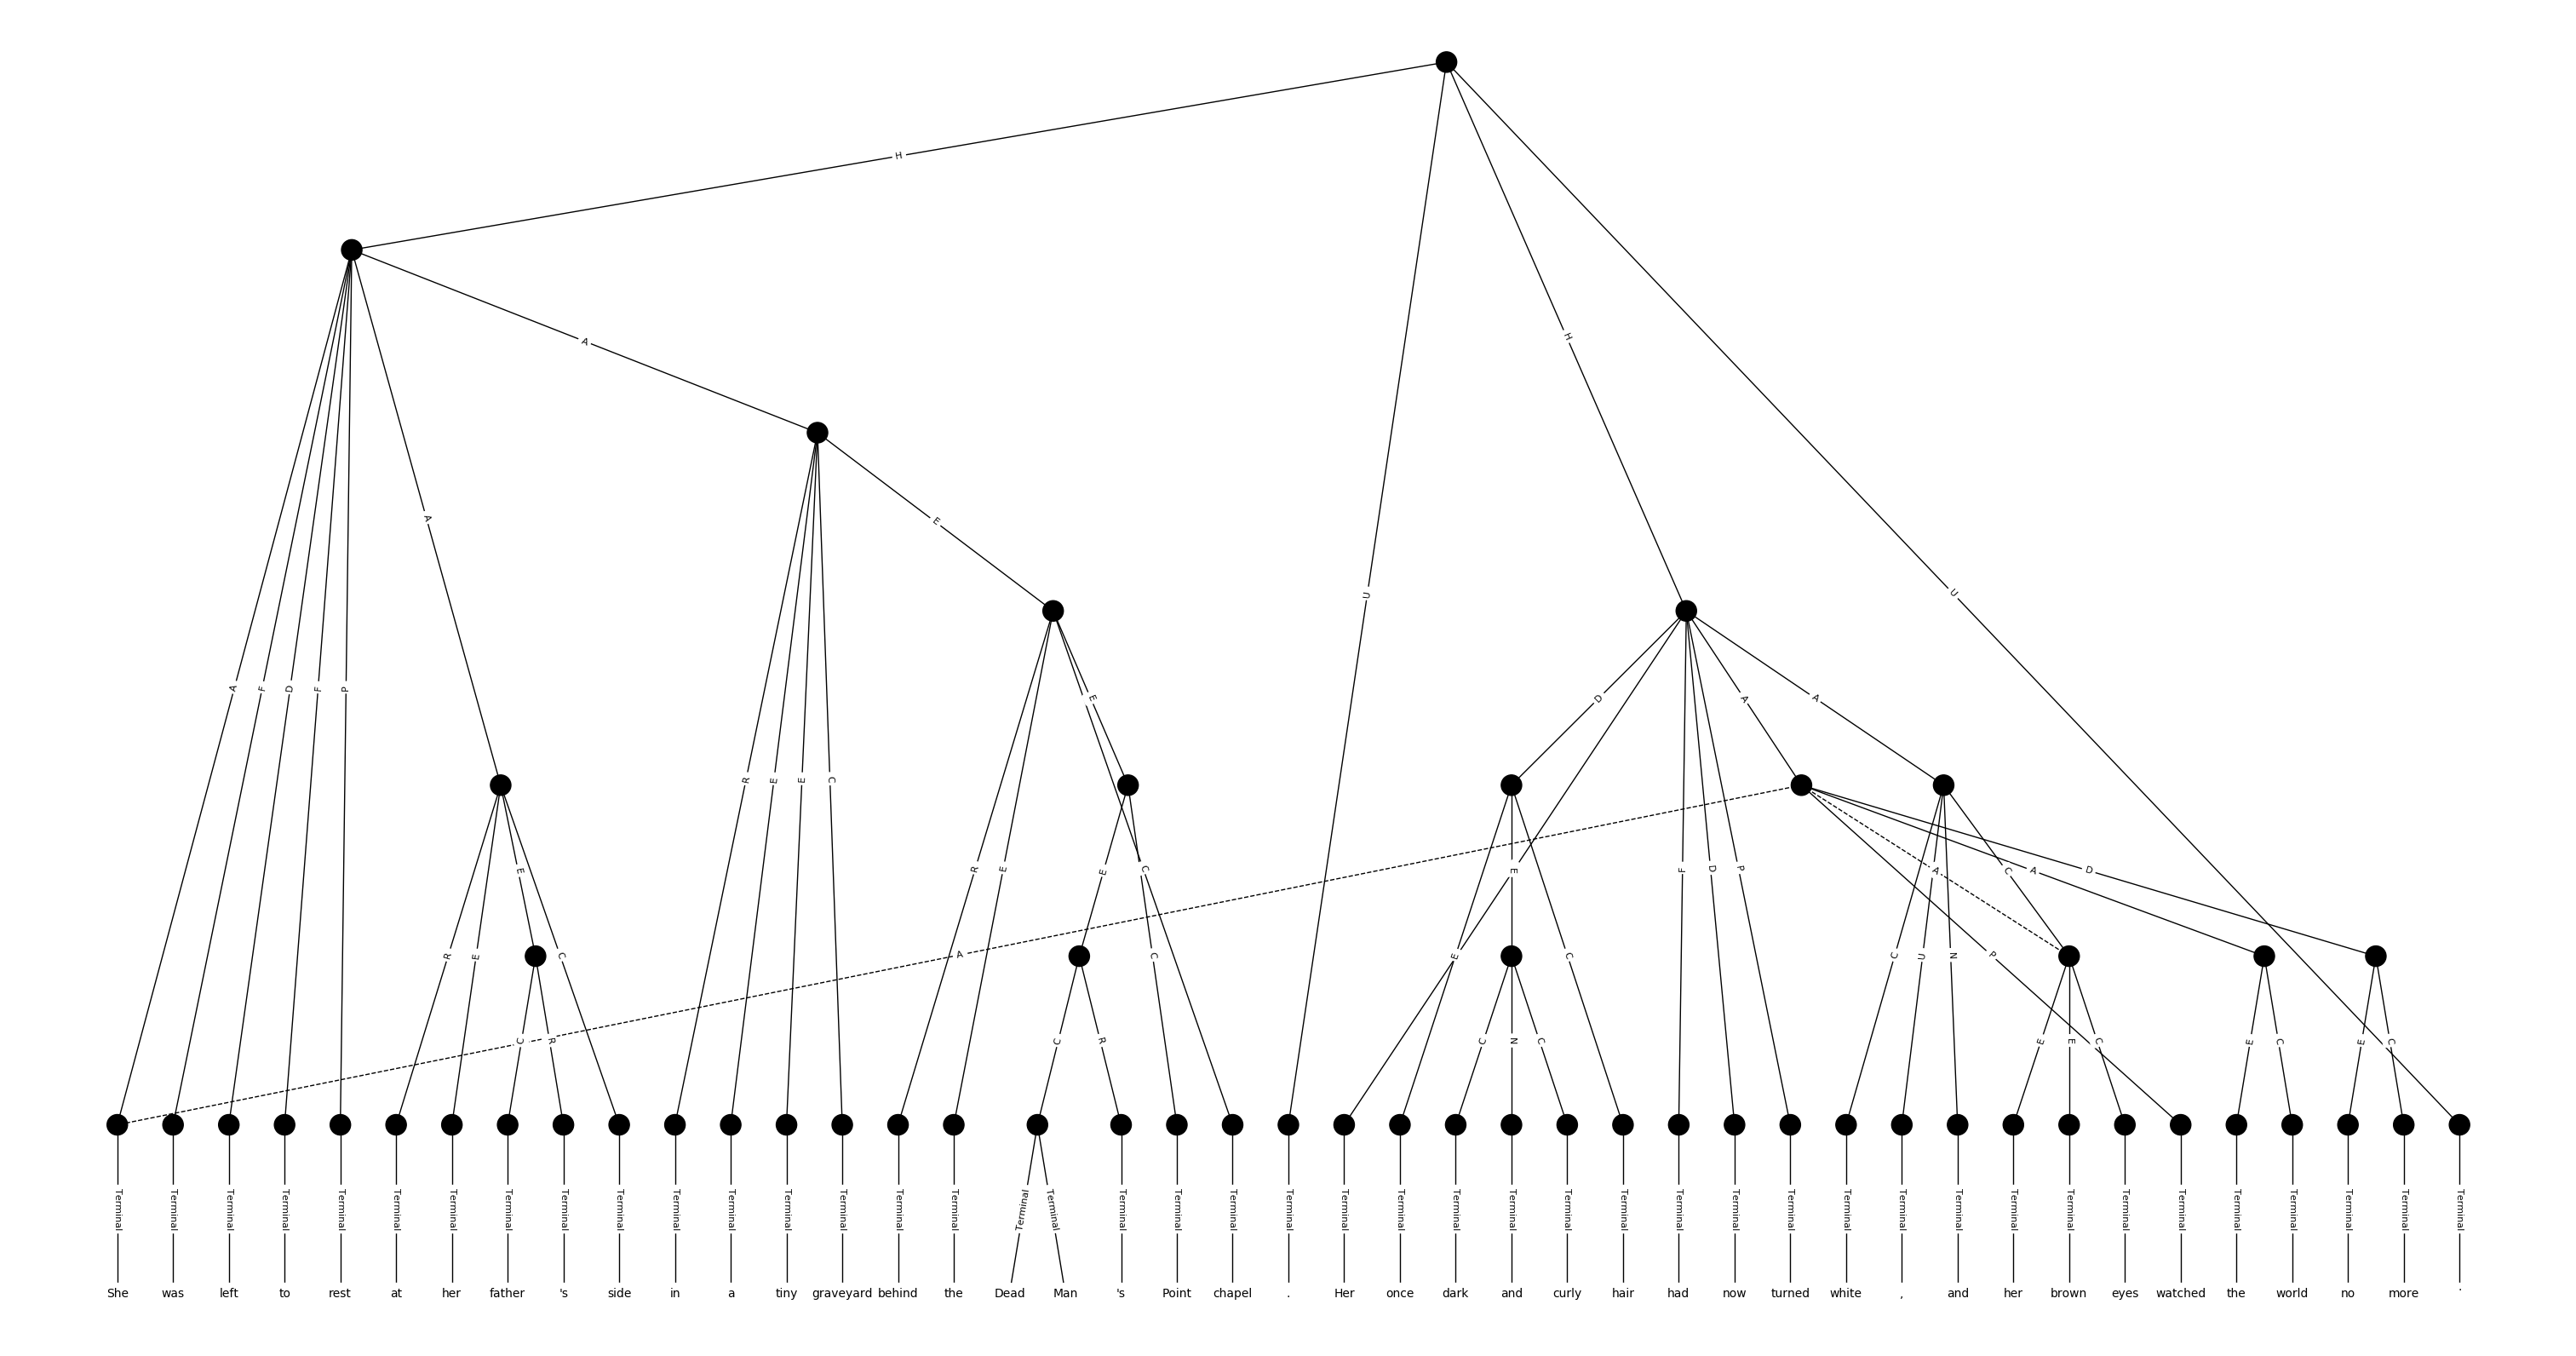 H
A
A
E
H
U
U
A F D F P
E
D A A
R E E C
R E E C
E C E F D P A C A D
R E C A C E C C U N P
C R C R C N C E E C E C E C
Terminal Terminal Terminal Terminal Terminal Terminal Terminal Terminal Terminal Terminal Terminal Terminal Terminal Terminal Terminal Terminal Terminal Terminal Terminal Terminal Terminal Terminal Terminal Terminal Terminal Terminal Terminal Terminal Terminal Terminal Terminal Terminal Terminal Terminal Terminal Terminal Terminal Terminal Terminal Terminal Terminal Terminal Terminal
She was left to rest at her father 's side in a tiny graveyard behind the Dead Man 's Point chapel . Her once dark and curly hair had now turned white , and her brown eyes watched the world no more .